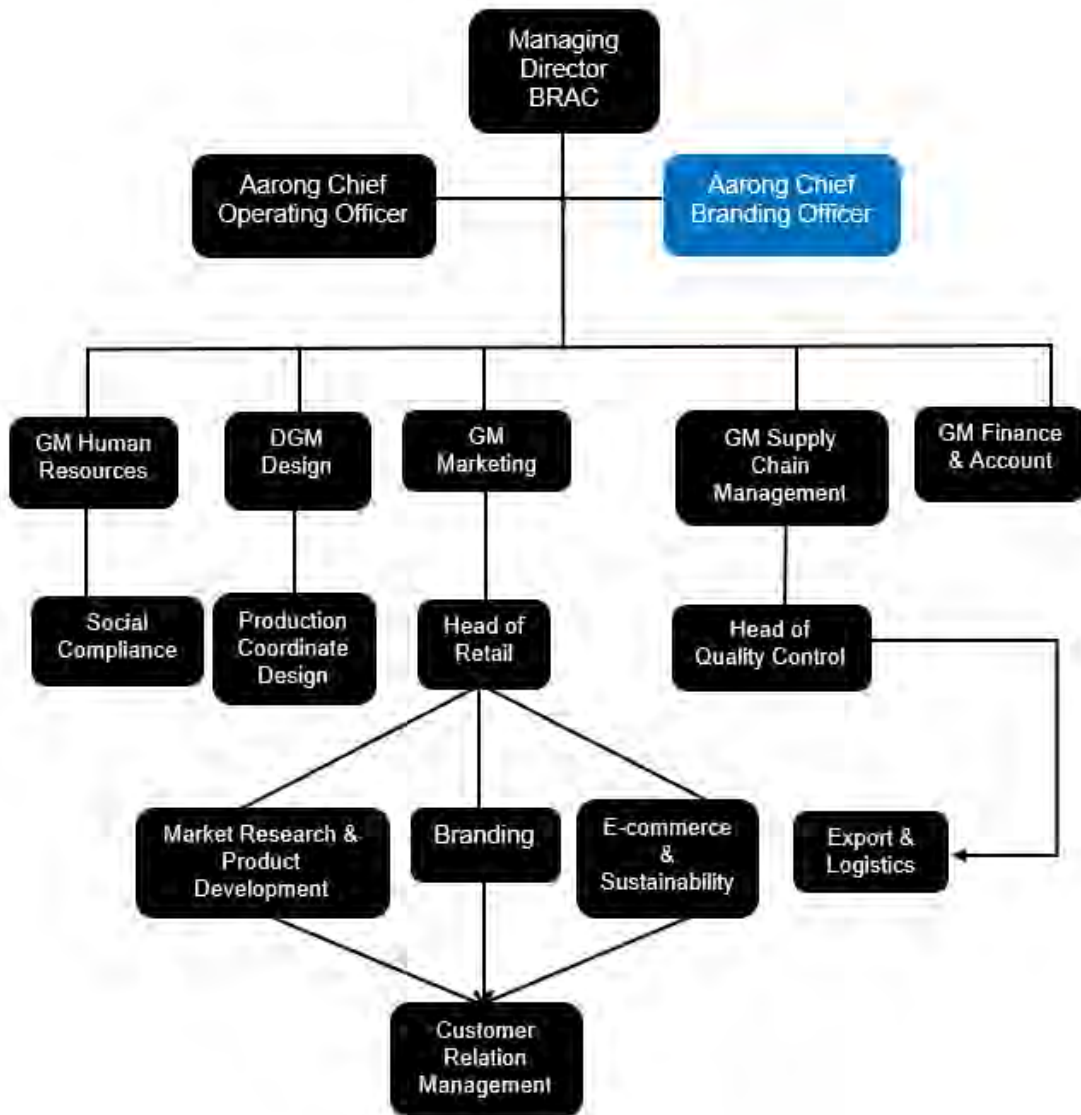 Managing
Director
BRAC
Aarong Chief
Operating Officer
Aarong Chief
Branding Officer
GM Human
Resources
DGM
Design
GM
Marketing
GM Supply
Chain
Management
GM Finance
& Account
Social
Compliance
Production
Coordinate
Design
Head of
Retail
Head of
Quality Control
Market Research &
Product
Development
Branding
E-commerce
&
Sustainability
Export &
Logistics
Customer
Relation
Management